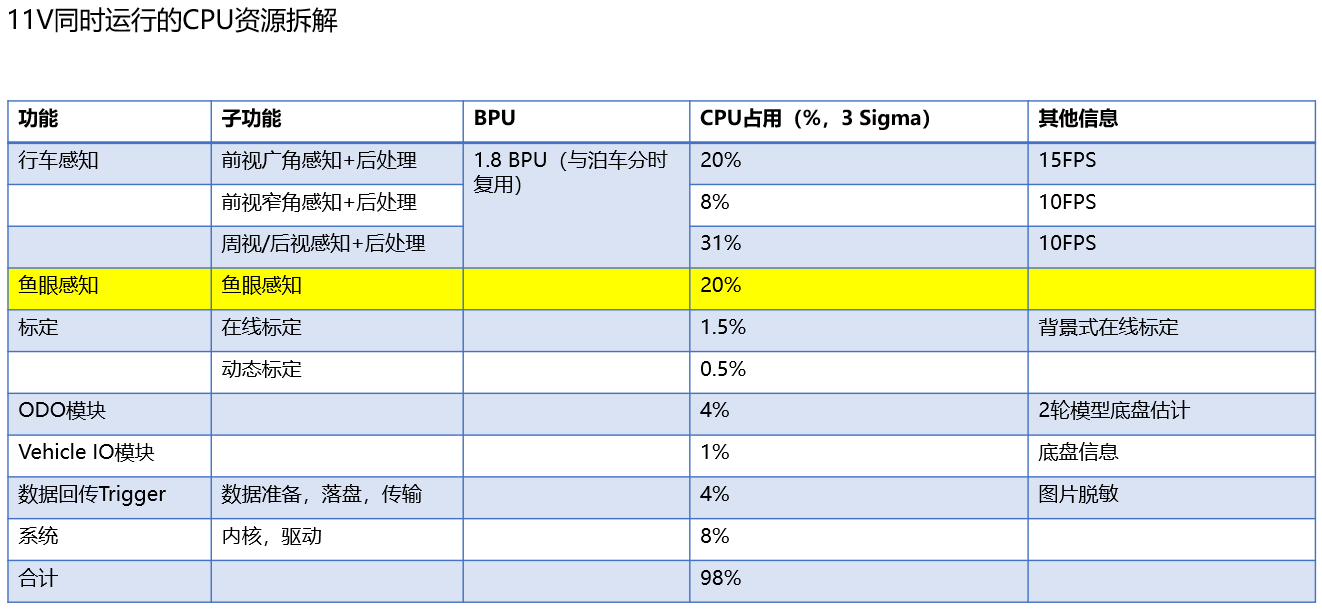 11V同时运行的CPU资源拆解
功能 子功能 BPU CPU占用（%，3 Sigma） 其他信息
行车感知 前视广角感知+后处理 1.8 BPU（与泊车分时 20% 15FPS
复用）
前视窄角感知+后处理 8% 10FPS
周视/后视感知+后处理 31% 10FPS
鱼眼感知 鱼眼感知 20%
标定 在线标定 1.5% 背景式在线标定
动态标定 0.5%
ODO模块 4% 2轮模型底盘估计
Vehicle IO模块 1% 底盘信息
数据回传Trigger 数据准备，落盘，传输 4% 图片脱敏
系统 内核，驱动 8%
合计 98%